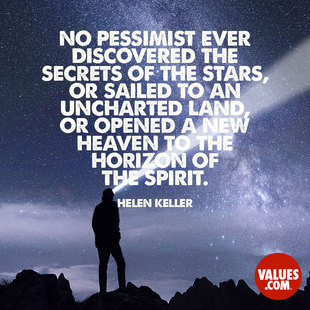 NO PESSIMIST EVER
DISCOVERED THE
SECRETS OF THE STARS,
OR SAILED TO AN
UNCHARTED LAND,
OR OPENED A NEW
HEAVEN TO THE
HORIZON OF
THE SPIRIT.
HELEN KELLER
VALUES
.COM